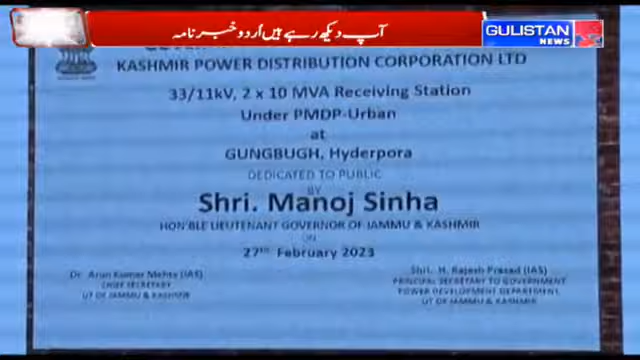 آپ دیکھ رہے ہیں اُردو خبر نامہ
GULISTAN
NEWS
KASHMIR POWER DISTRIBUTION CORPORATION LTD
33/11kV, 2 x 10 MVA Receiving Station
Under PMDP-Urban
at
GUNGBUGH, Hyderpora
DEDICATED TO PUBLIC
BY
Shri. Manoj Sinha
HON'BLE LIEUTENANT GOVERNOR OF JAMMU & KASHMIR
ON
27th February 2023
Dr. Arun Kumar Mehta (IAS)
CHIEF SECRETARY
UT OF JAMMU & KASHMIR
Shri. H. Rajesh Prasad (IAS)
PRINCIPAL SECRETARY TO GOVERNMENT
POWER DEVELOPMENT DEPARTMENT
UT OF JAMMU & KASHMIR